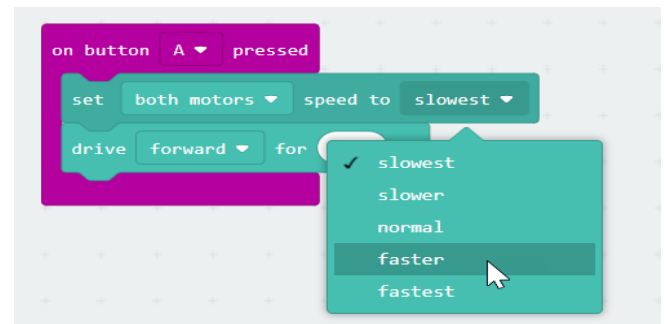 on button A pressed
set both motors speed to slowest
drive forward for
✓ slowest
slower
normal
faster
fastest